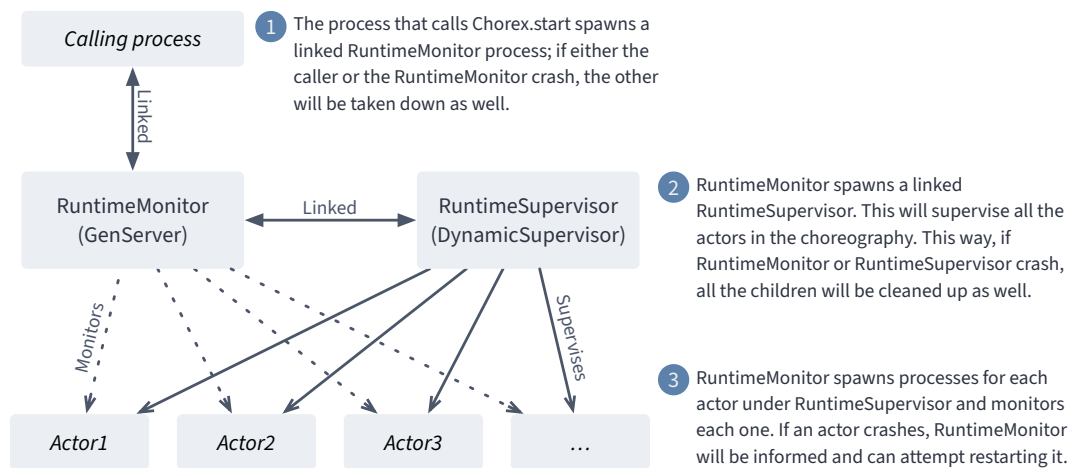 Calling process
1
The process that calls Chorex.start spawns a
linked RuntimeMonitor process; if either the
caller or the RuntimeMonitor crash, the other
will be taken down as well.
Linked
RuntimeMonitor
(GenServer)
Linked
RuntimeSupervisor
(DynamicSupervisor)
2
RuntimeMonitor spawns a linked
RuntimeSupervisor. This will supervise all the
actors in the choreography. This way, if
RuntimeMonitor or RuntimeSupervisor crash,
all the children will be cleaned up as well.
Monitors
Supervises
3
RuntimeMonitor spawns processes for each
actor under RuntimeSupervisor and monitors
each one. If an actor crashes, RuntimeMonitor
will be informed and can attempt restarting it.
Actor1
Actor2
Actor3
...